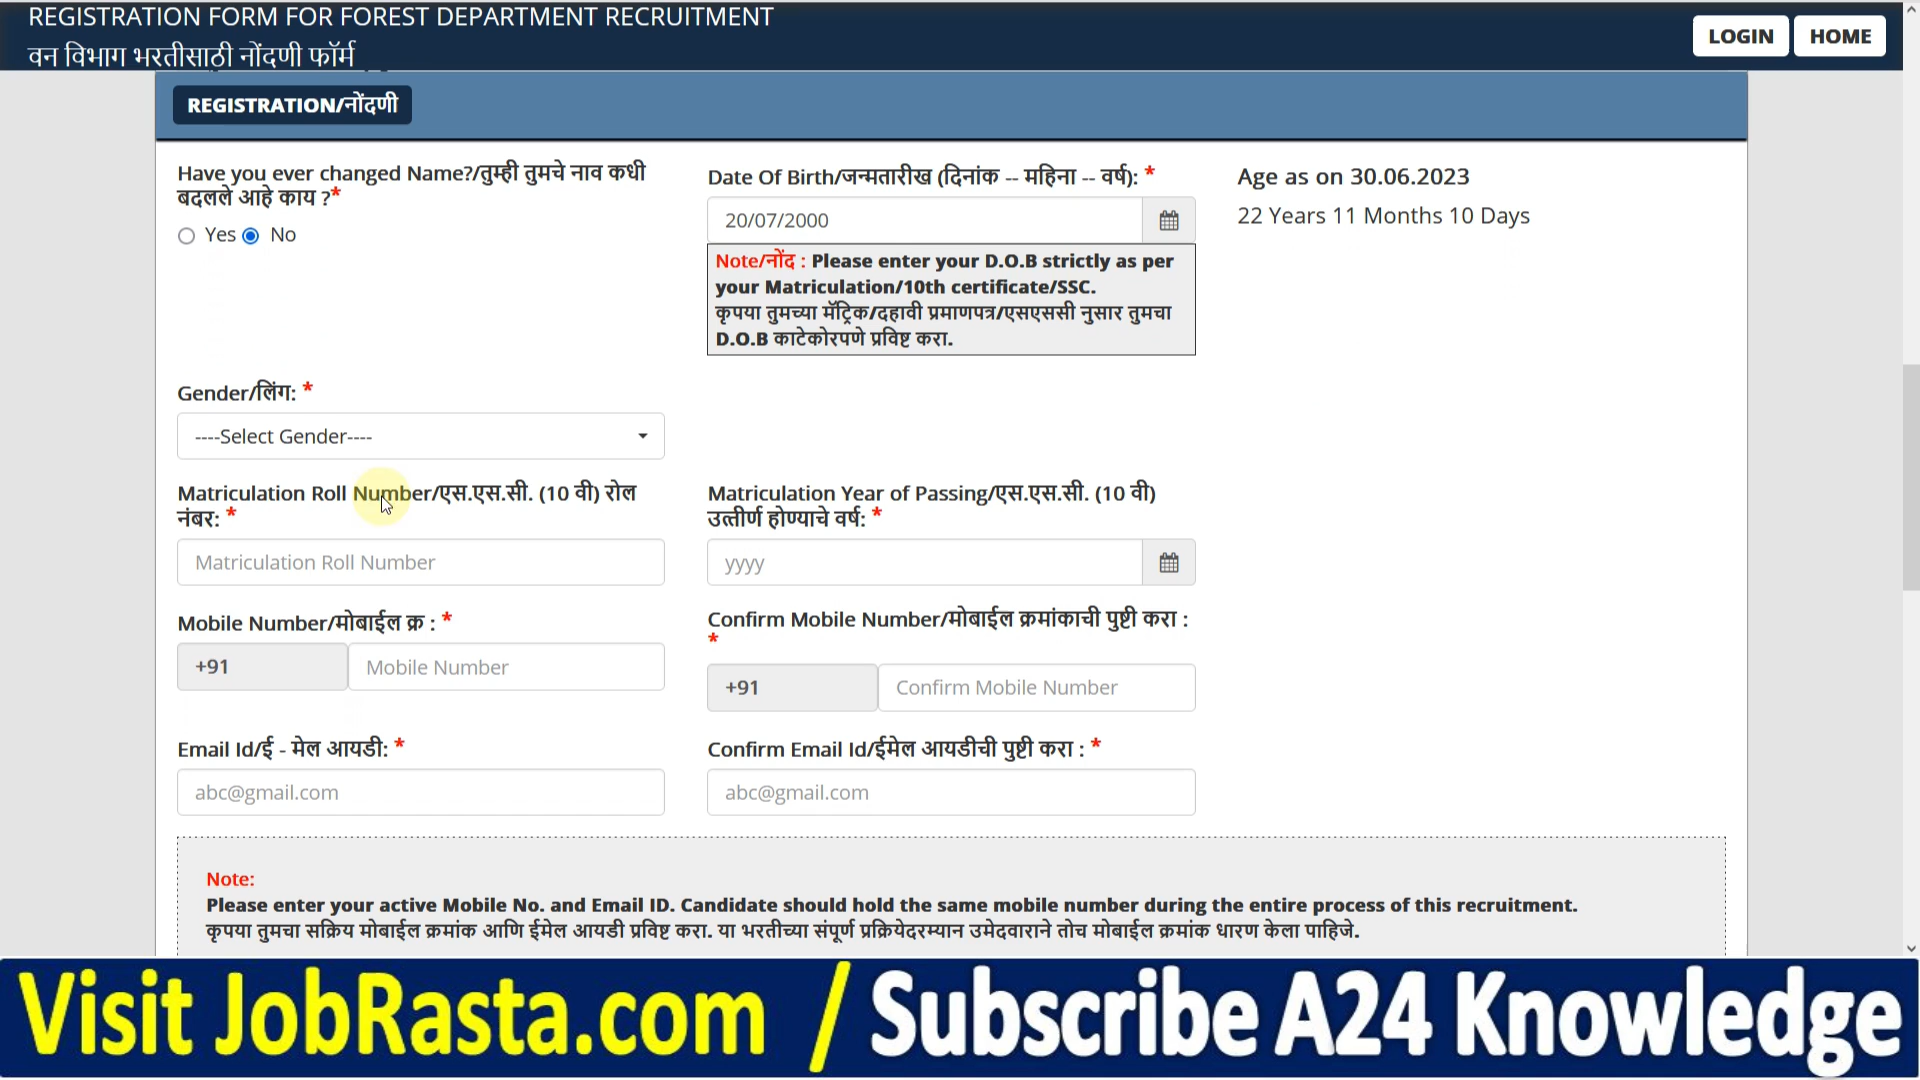 REGISTRATION FORM FOR FOREST DEPARTMENT RECRUITMENT
वन विभाग भरतीसाठी नोंदणी फॉर्म
LOGIN
HOME
REGISTRATION/नोंदणी
Have you ever changed Name?/तुम्ही तुमचे नाव कधी
बदलले आहे काय ?*
Yes No
Date Of Birth/जन्मतारीख (दिनांक -- महिना -- वर्ष): *
20/07/2000
Note/नोंद : Please enter your D.O.B strictly as per
your Matriculation/10th certificate/SSC.
कृपया तुमच्या मॅट्रिक/दहावी प्रमाणपत्र/एसएससी नुसार तुमचा
D.O.B काटेकोरपणे प्रविष्ट करा.
Age as on 30.06.2023
22 Years 11 Months 10 Days
Gender/लिंग: *
----Select Gender----
Matriculation Roll Number/एस.एस.सी. (10 वी) रोल
नंबर: *
Matriculation Roll Number
Matriculation Year of Passing/एस.एस.सी. (10 वी)
उत्तीर्ण होण्याचे वर्ष: *
yyyy
Mobile Number/मोबाईल क्र : *
+91 Mobile Number
Confirm Mobile Number/मोबाईल क्रमांकाची पुष्टी करा :
*
+91 Confirm Mobile Number
Email Id/ई - मेल आयडी: *
abc@gmail.com
Confirm Email Id/ईमेल आयडीची पुष्टी करा : *
abc@gmail.com
Note:
Please enter your active Mobile No. and Email ID. Candidate should hold the same mobile number during the entire process of this recruitment.
कृपया तुमचा सक्रिय मोबाईल क्रमांक आणि ईमेल आयडी प्रविष्ट करा. या भरतीच्या संपूर्ण प्रक्रियेदरम्यान उमेदवाराने तोच मोबाईल क्रमांक धारण केला पाहिजे.
Visit JobRasta.com / Subscribe A24 Knowledge